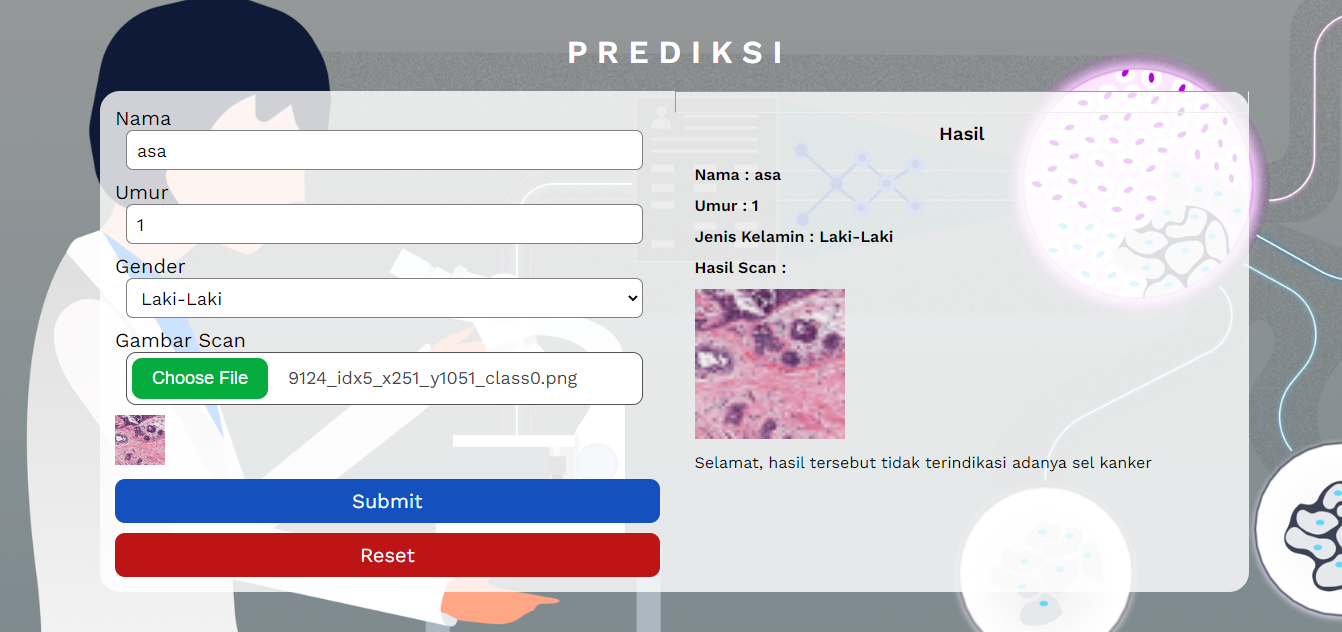 PREDIKSI
Nama
asa
Umur
1
Gender
Laki-Laki
Gambar Scan
Choose File 9124_idx5_x251_y1051_class0.png
Submit
Reset
Hasil
Nama : asa
Umur : 1
Jenis Kelamin : Laki-Laki
Hasil Scan :
Selamat, hasil tersebut tidak terindikasi adanya sel kanker